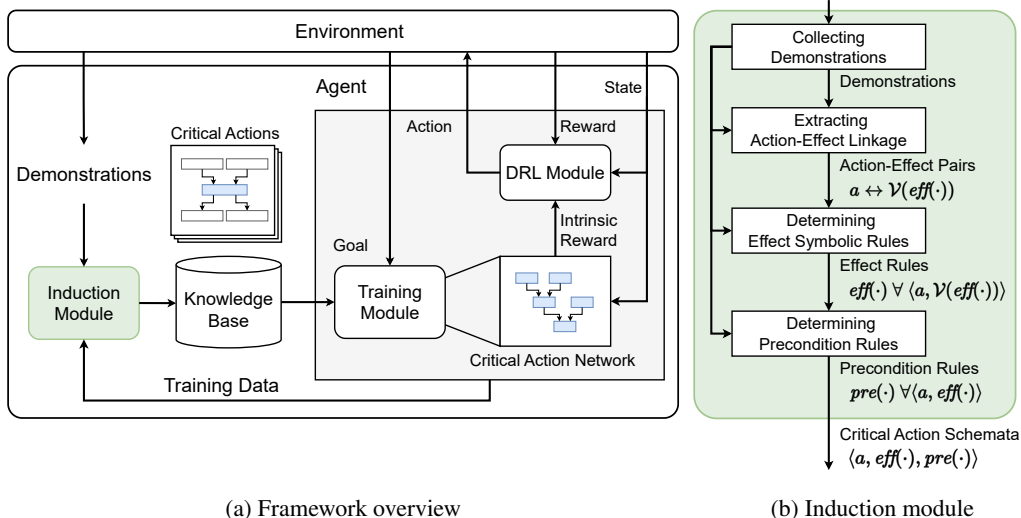 Environment
Agent
State
Critical Actions
Action
Reward
Demonstrations
DRL Module
Intrinsic
Reward
Goal
Induction
Module
Knowledge
Base
Training
Module
Critical Action Network
Training Data
(a) Framework overview
Collecting
Demonstrations
Demonstrations
Extracting
Action-Effect Linkage
Action-Effect Pairs
a ↔ 𝒱(eff(·))
Determining
Effect Symbolic Rules
Effect Rules
eff(·) ∀ ⟨a, 𝒱(eff(·))⟩
Determining
Precondition Rules
Precondition Rules
pre(·) ∀⟨a, eff(·)⟩
Critical Action Schemata
⟨a, eff(·), pre(·)⟩
(b) Induction module